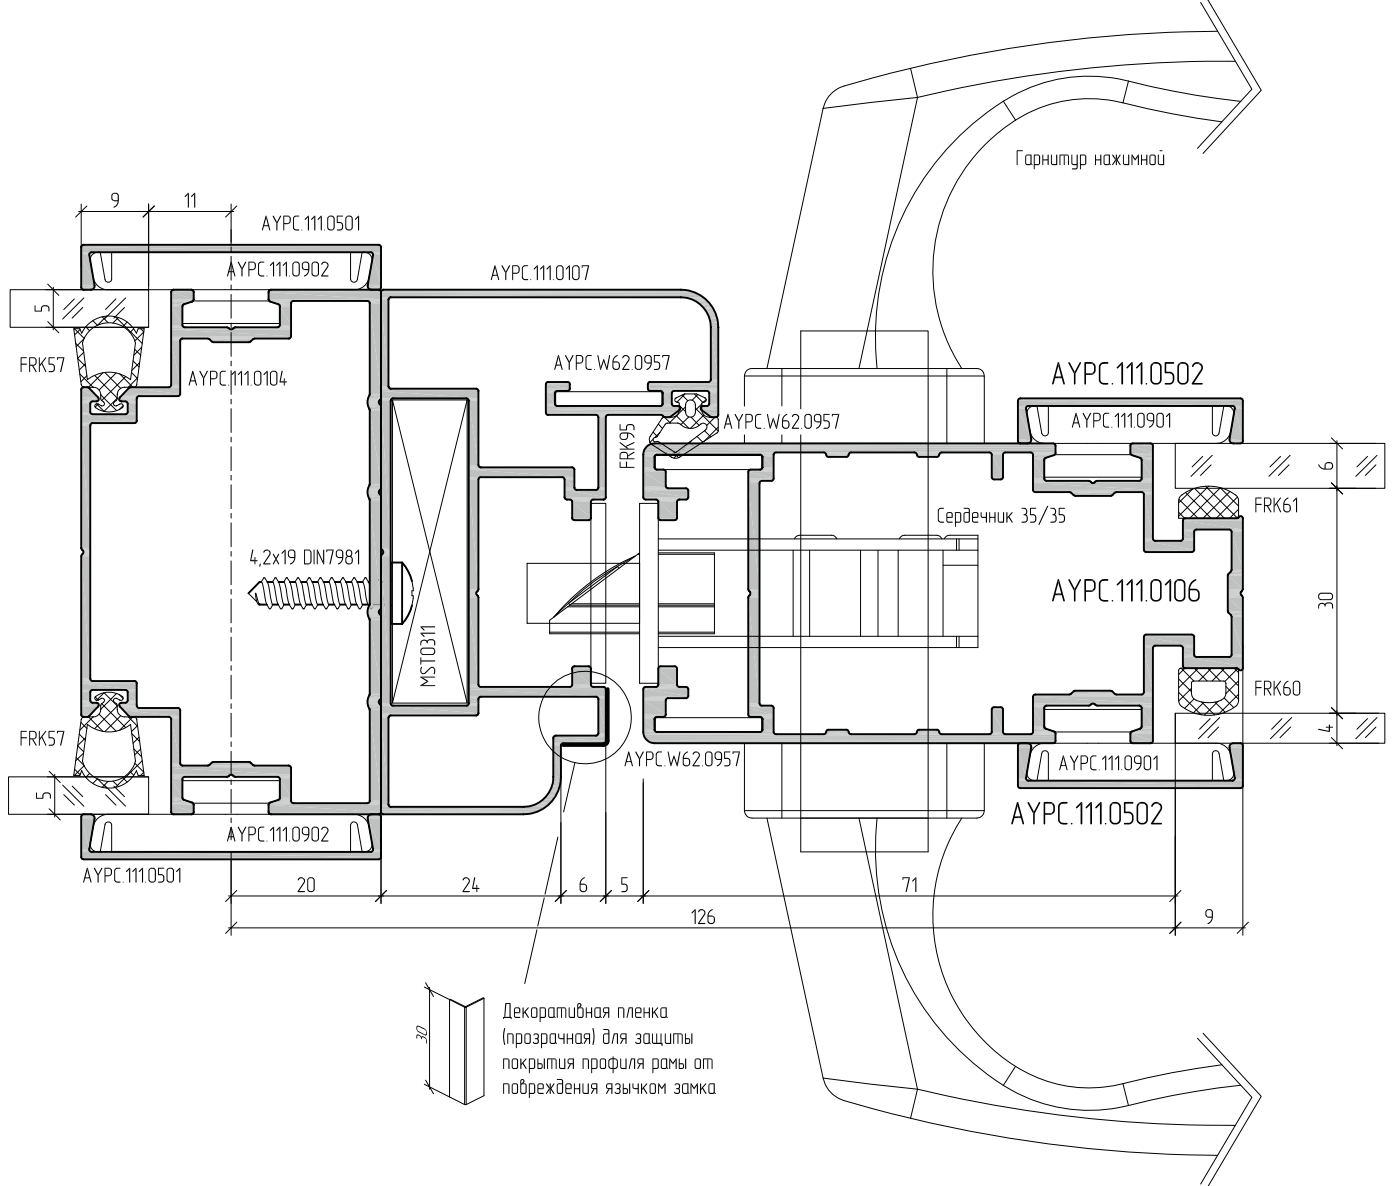 Гарнитур нажимной
9
11
AYPC.111.0501
AYPC.111.0902
AYPC.111.0107
5
FRK57
AYPC.111.0104
AYPC.W62.0957
AYPC.W62.0957
FRK95
AYPC.111.0502
AYPC.111.0901
6
FRK61
Сердечник 35/35
4,2x19 DIN7981
AYPC.111.0106
30
MST0311
FRK60
FRK57
4
AYPC.W62.0957
AYPC.111.0901
5
AYPC.111.0502
AYPC.111.0902
AYPC.111.0501
20
24
6
5
71
126
9
30
Декоративная пленка
(прозрачная) для защиты
покрытия профиля рамы от
повреждения язычком замка